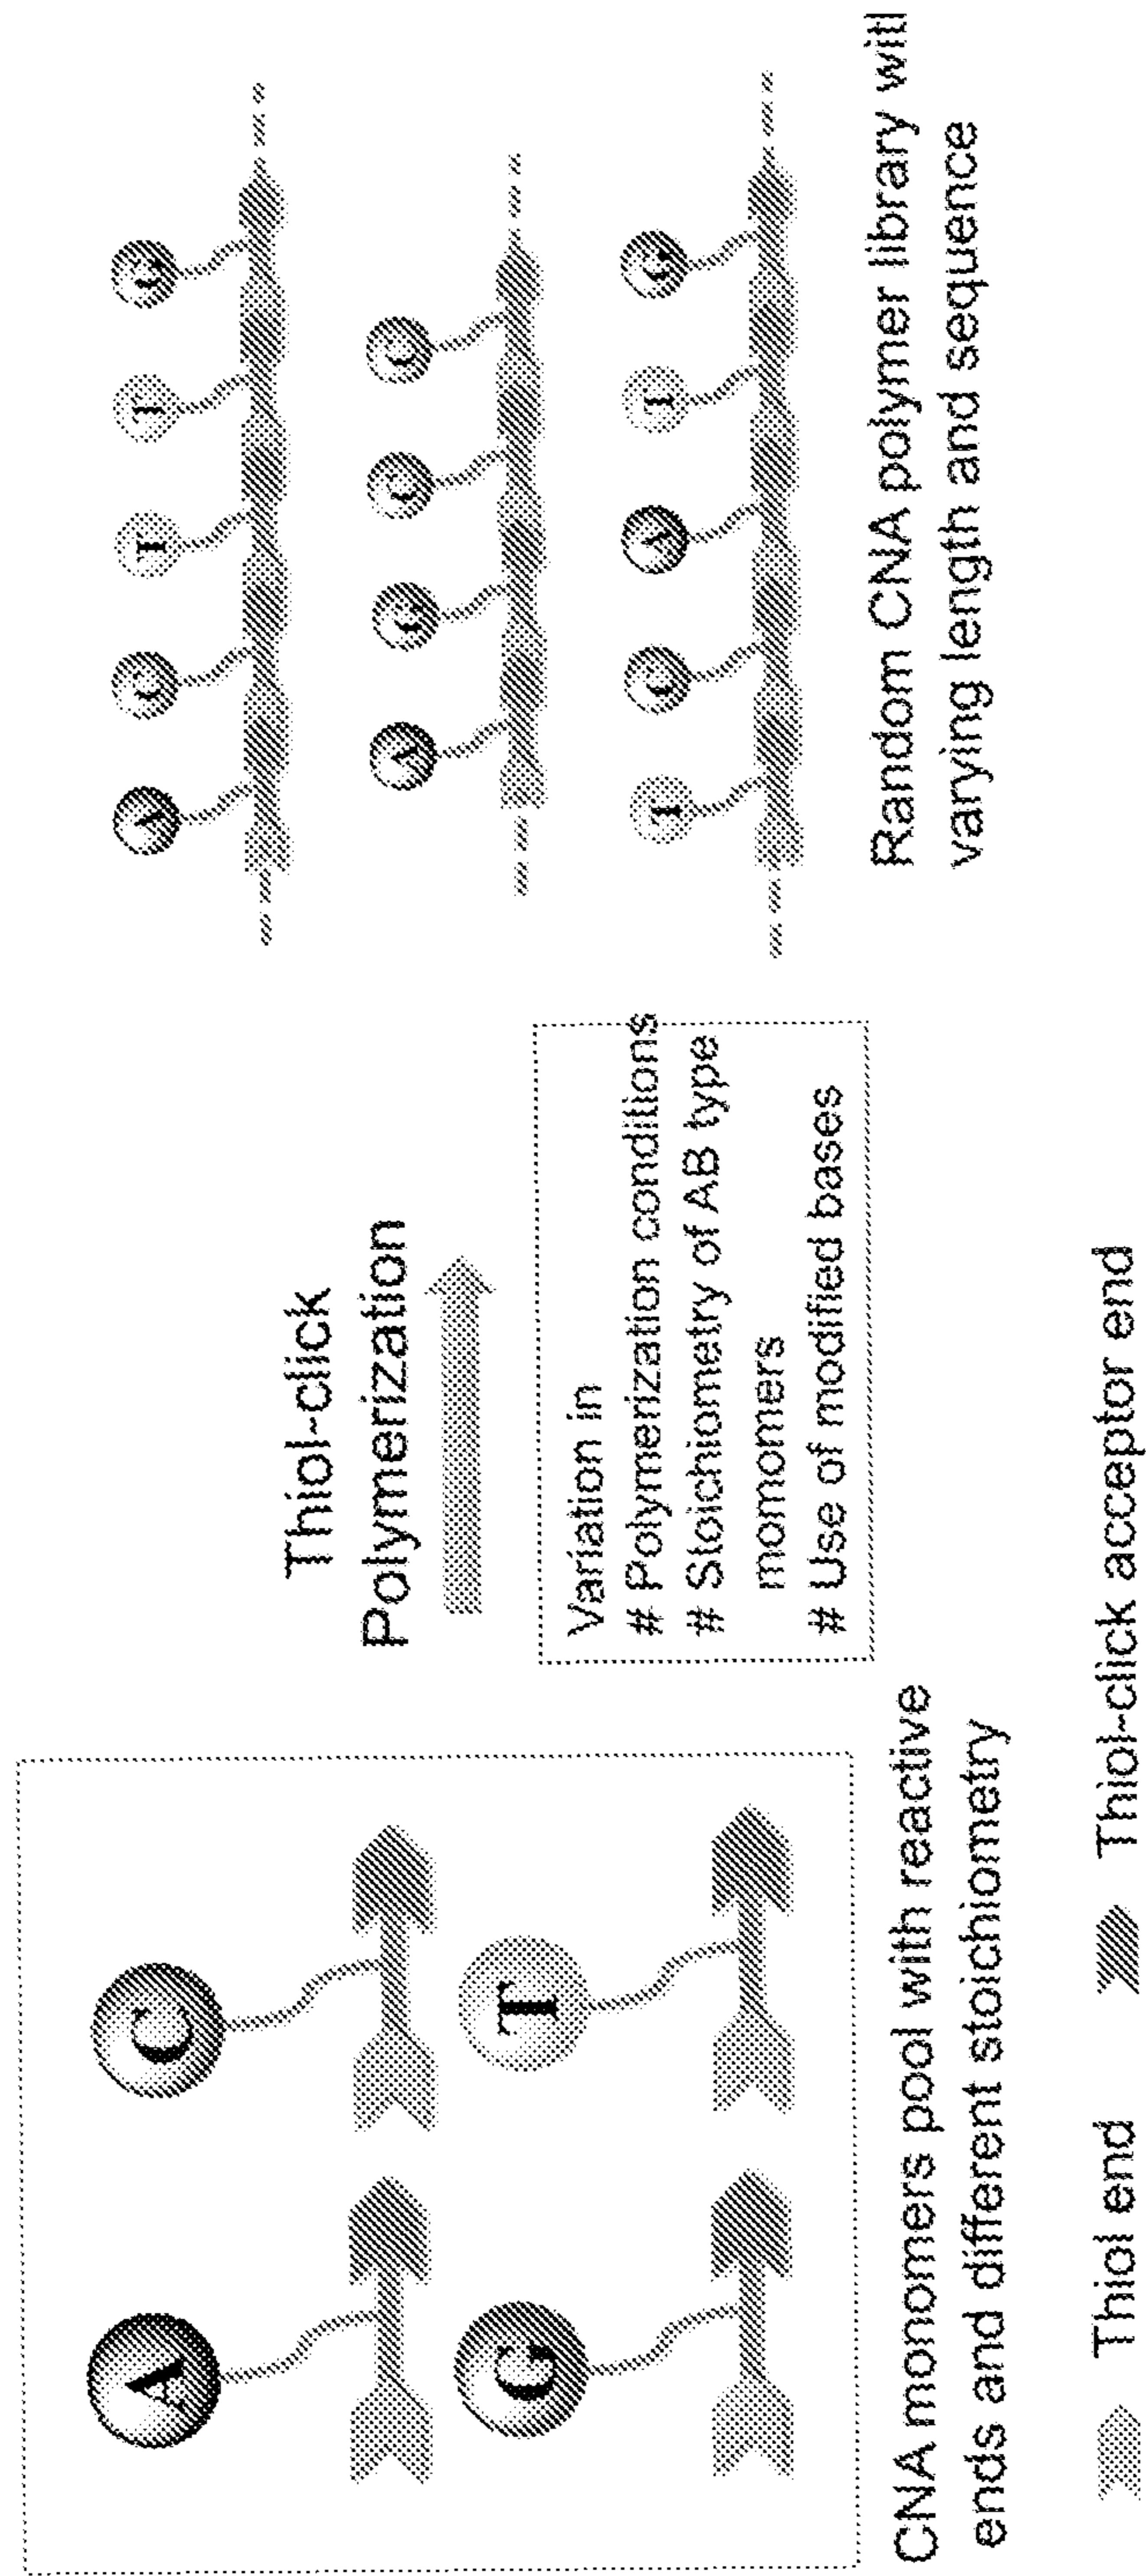 A C
G T
CNA monomers pool with reactive
ends and different stoichiometry
Thiol-click
Polymerization
Variation in
# Polymerization conditions
# Stoichiometry of AB type
momomers
# Use of modified bases
A C T T G
A G C C
T C A T G
Random CNA polymer library with
varying length and sequence
Thiol end
Thiol-click acceptor end